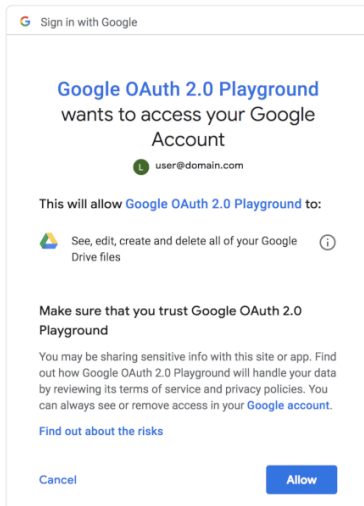 Sign in with Google
Google OAuth 2.0 Playground
wants to access your Google
Account
L user@domain.com
This will allow Google OAuth 2.0 Playground to:
See, edit, create and delete all of your Google
Drive files
Make sure that you trust Google OAuth 2.0
Playground
You may be sharing sensitive info with this site or app. Find
out how Google OAuth 2.0 Playground will handle your data
by reviewing its terms of service and privacy policies. You
can always see or remove access in your Google account.
Find out about the risks
Cancel Allow